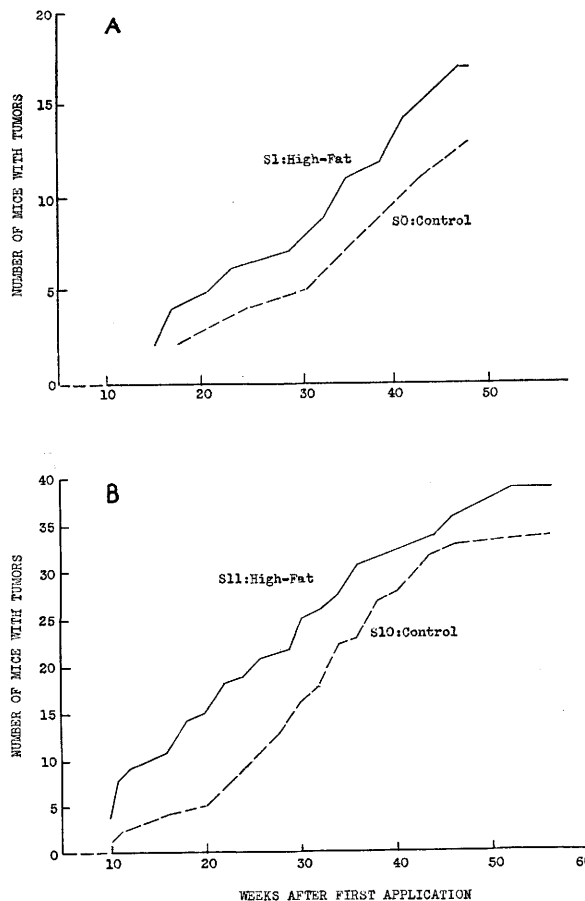 A
20
15
10
5
0
NUMBER OF MICE WITH TUMORS
S1:High-Fat
S0:Control
10 20 30 40 50
B
40
35
30
25
20
15
10
5
0
NUMBER OF MICE WITH TUMORS
S11:High-Fat
S10:Control
10 20 30 40 50 60
WEEKS AFTER FIRST APPLICATION